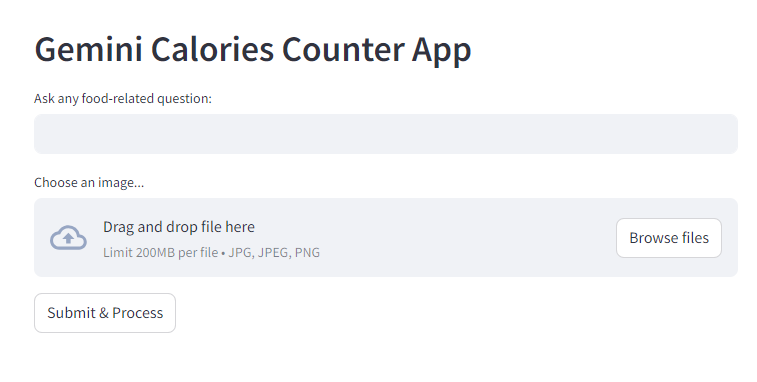 Gemini Calories Counter App
Ask any food-related question:
Choose an image...
Drag and drop file here
Limit 200MB per file • JPG, JPEG, PNG
Browse files
Submit & Process